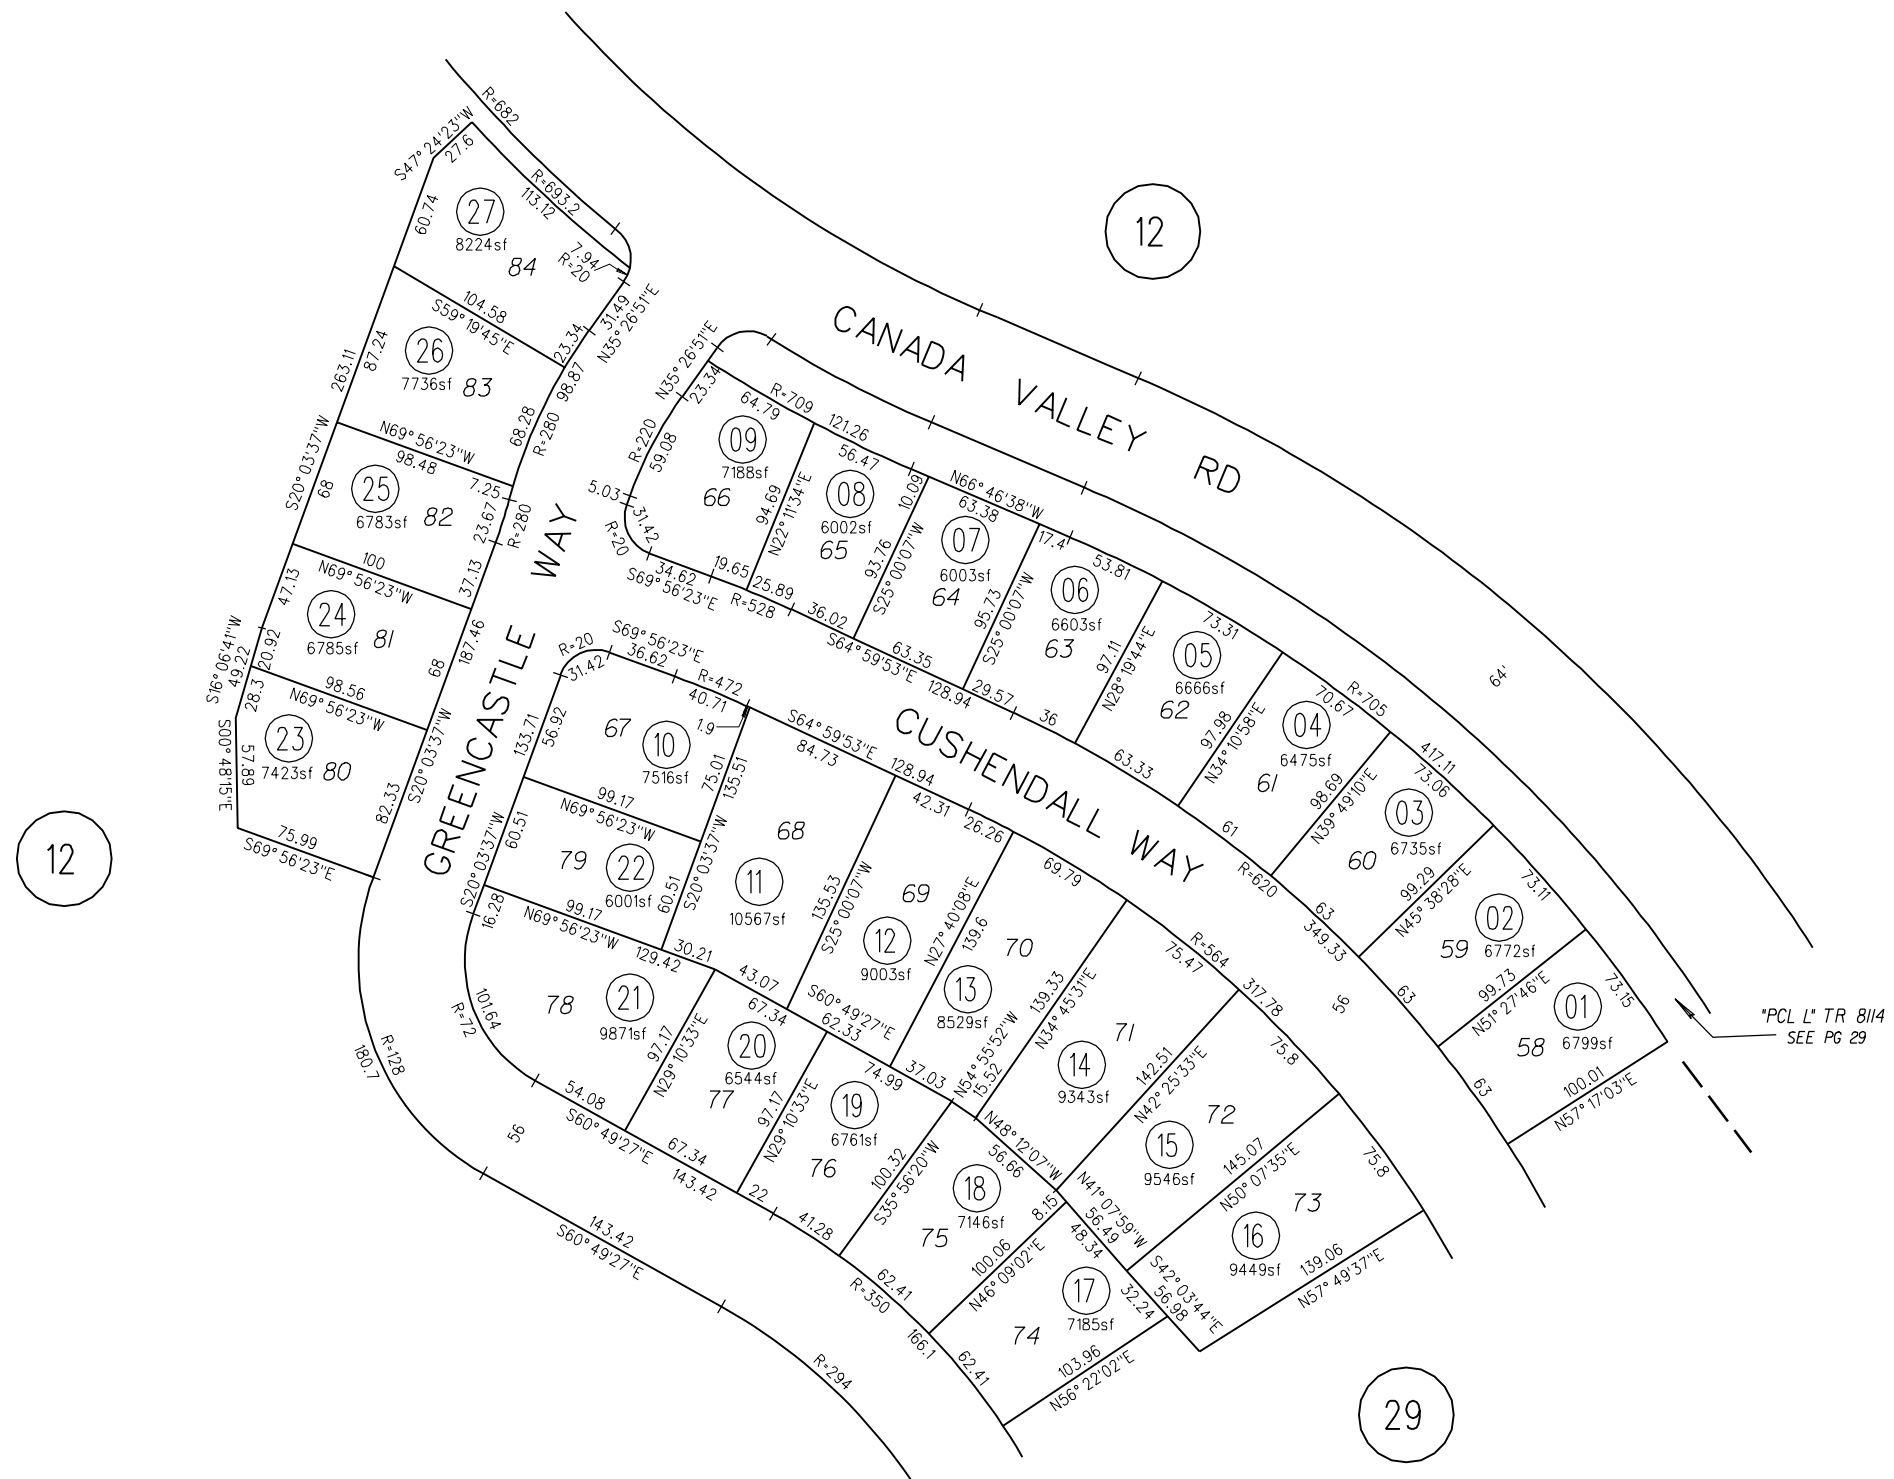 R=682
S47°24'23"W
27.6
R=693.2
113.12
60.74
27
8224sf
84
7.94
R=20
31.49
N35°26'51"E
23.34
98.87
104.58
S59°19'45"E
263.11
87.24
26
7736sf
83
68.28
R=280
S20°03'37"W
N69°56'23"W
98.48
7.25
68
25
6783sf
82
23.67
R=280
100
N69°56'23"W
37.13
47.13
24
6785sf
81
187.46
68
S16°06'41"W
49.22
20.92
28.3
98.56
N69°56'23"W
S20°03'37"W
S00°48'15"E
57.89
23
7423sf
80
82.33
75.99
S69°56'23"E
12
12
CANADA VALLEY RD
64'
N35°26'51"E
23.34
R=709
64.79
121.26
56.47
R=220
59.08
09
7188sf
66
5.03
31.42
R=20
34.62
S69°56'23"E
19.65
94.69
N22°11'34"E
08
6002sf
65
10.09
25.89
R=528
36.02
93.76
S25°00'07"W
N66°46'38"W
63.38
07
6003sf
64
17.4
53.81
S64°59'53"E
63.35
128.94
95.73
S25°00'07"W
06
6603sf
63
29.57
36
97.11
N28°19'44"E
73.31
05
6666sf
62
63.33
97.98
N34°10'58"E
70.67
R=705
04
6475sf
61
61
98.69
N39°49'10"E
417.11
73.06
03
6735sf
60
R=620
63
349.33
99.29
N45°38'28"E
73.11
02
6772sf
59
63
99.73
N51°27'46"E
73.15
01
6799sf
58
63
100.01
N57°17'03"E
"PCL L" TR 8114
SEE PG 29
GREENCASTLE WAY
CUSHENDALL WAY
56
R=20
31.42
S69°56'23"E
36.62
R=472
40.71
1.9
133.71
56.92
67
10
7516sf
75.01
135.51
99.17
N69°56'23"W
S20°03'37"W
60.51
79
22
6001sf
60.51
S20°03'37"W
16.28
99.17
N69°56'23"W
129.42
30.21
S64°59'53"E
84.73
68
11
10567sf
43.07
135.53
S25°00'07"W
128.94
42.31
26.26
69
12
9003sf
67.34
62.33
S60°49'27"E
N27°40'08"E
139.6
69.79
70
13
8529sf
74.99
37.03
N54°55'52"W
15.52
139.33
N34°45'31"E
75.47
R=564
71
14
9343sf
N48°12'07"W
56.66
142.51
N42°25'33"E
317.78
75.8
72
15
9546sf
N41°07'59"W
56.49
48.34
145.07
N50°07'35"E
75.8
73
16
9449sf
S42°03'44"E
56.98
32.24
139.06
N57°49'37"E
101.64
R=72
78
21
9871sf
97.17
N29°10'33"E
54.08
S60°49'27"E
20
6544sf
77
67.34
143.42
97.17
N29°10'33"E
19
6761sf
76
22
41.28
100.32
S35°56'20"W
18
7146sf
75
8.15
62.41
R=350
100.06
N46°09'02"E
17
7185sf
74
166.1
62.41
103.96
N56°22'02"E
R=128
180.7
56
143.42
S60°49'27"E
R=294
29